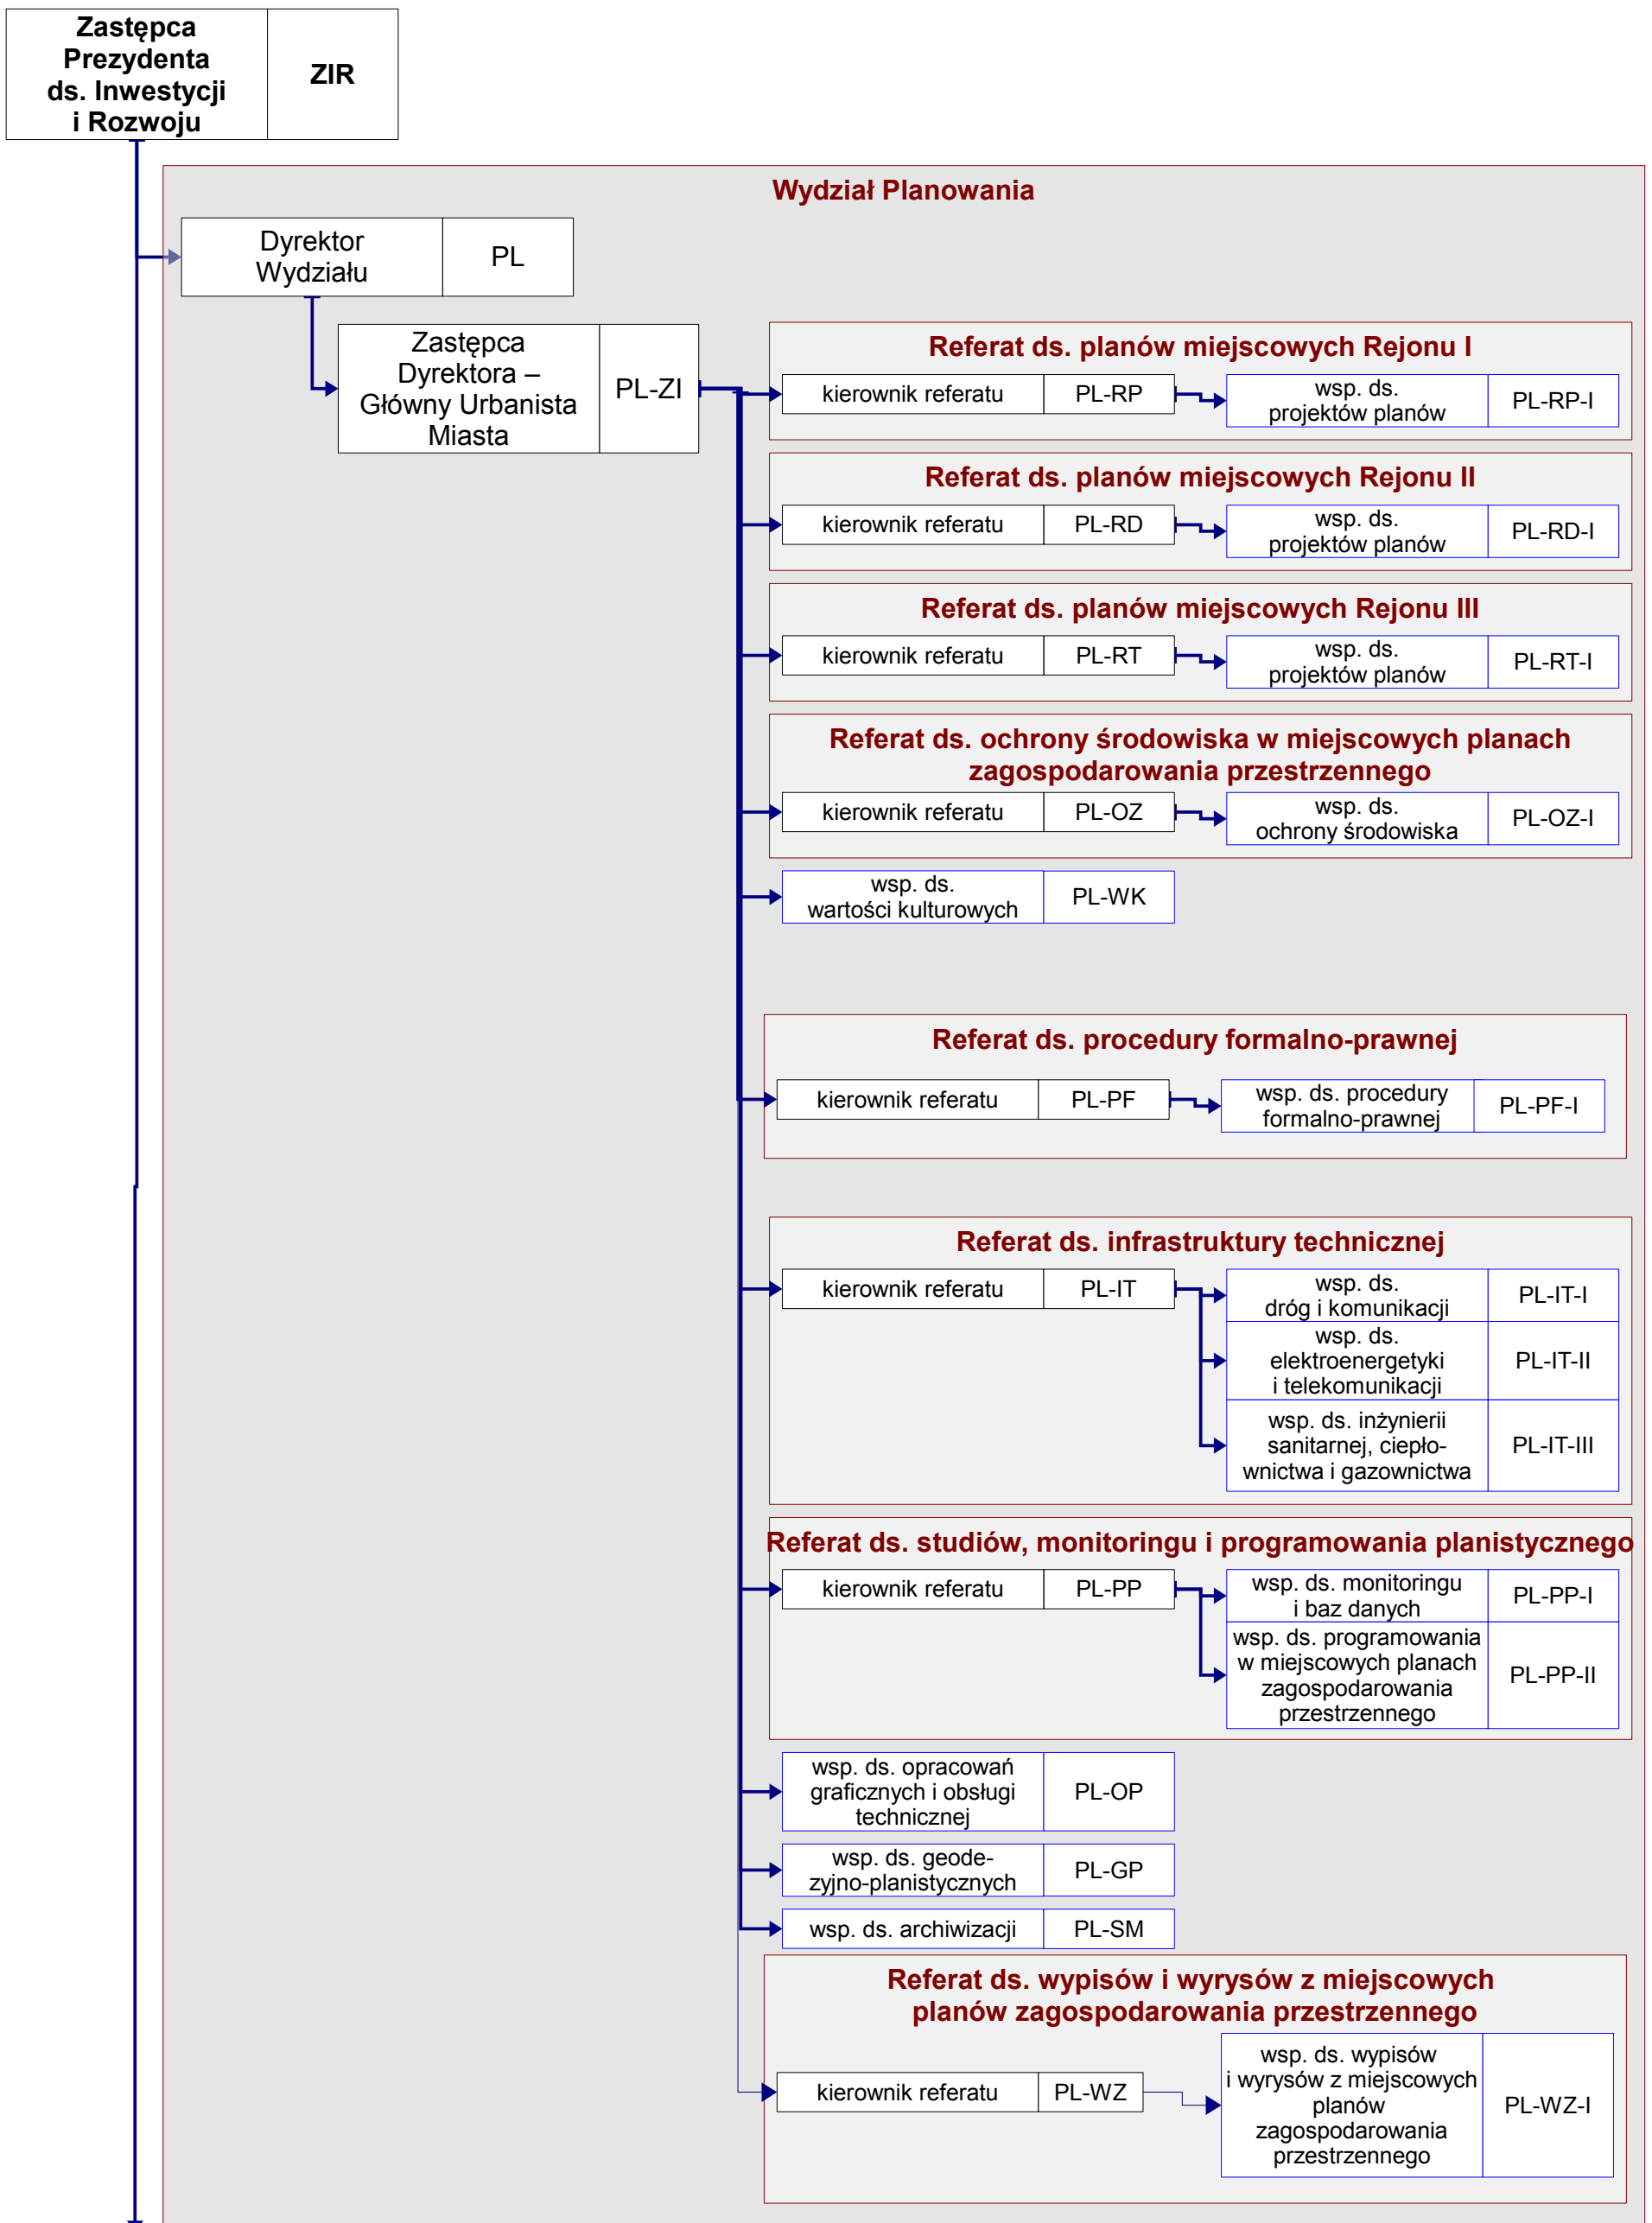 Zastępca
Prezydenta
ds. Inwestycji
i Rozwoju
ZIR
Wydział Planowania
Dyrektor
Wydziału
PL
Zastępca
Dyrektora –
Główny Urbanista
Miasta
PL-ZI
Referat ds. planów miejscowych Rejonu I
kierownik referatu
PL-RP
wsp. ds.
projektów planów
PL-RP-I
Referat ds. planów miejscowych Rejonu II
kierownik referatu
PL-RD
wsp. ds.
projektów planów
PL-RD-I
Referat ds. planów miejscowych Rejonu III
kierownik referatu
PL-RT
wsp. ds.
projektów planów
PL-RT-I
Referat ds. ochrony środowiska w miejscowych planach
zagospodarowania przestrzennego
kierownik referatu
PL-OZ
wsp. ds.
ochrony środowiska
PL-OZ-I
wsp. ds.
wartości kulturowych
PL-WK
Referat ds. procedury formalno-prawnej
kierownik referatu
PL-PF
wsp. ds. procedury
formalno-prawnej
PL-PF-I
Referat ds. infrastruktury technicznej
kierownik referatu
PL-IT
wsp. ds.
dróg i komunikacji
PL-IT-I
wsp. ds.
elektroenergetyki
i telekomunikacji
PL-IT-II
wsp. ds. inżynierii
sanitarnej, ciepło-
wnictwa i gazownictwa
PL-IT-III
Referat ds. studiów, monitoringu i programowania planistycznego
kierownik referatu
PL-PP
wsp. ds. monitoringu
i baz danych
PL-PP-I
wsp. ds. programowania
w miejscowych planach
zagospodarowania
przestrzennego
PL-PP-II
wsp. ds. opracowań
graficznych i obsługi
technicznej
PL-OP
wsp. ds. geode-
zyjno-planistycznych
PL-GP
wsp. ds. archiwizacji
PL-SM
Referat ds. wypisów i wyrysów z miejscowych
planów zagospodarowania przestrzennego
kierownik referatu
PL-WZ
wsp. ds. wypisów
i wyrysów z miejscowych
planów
zagospodarowania
przestrzennego
PL-WZ-I